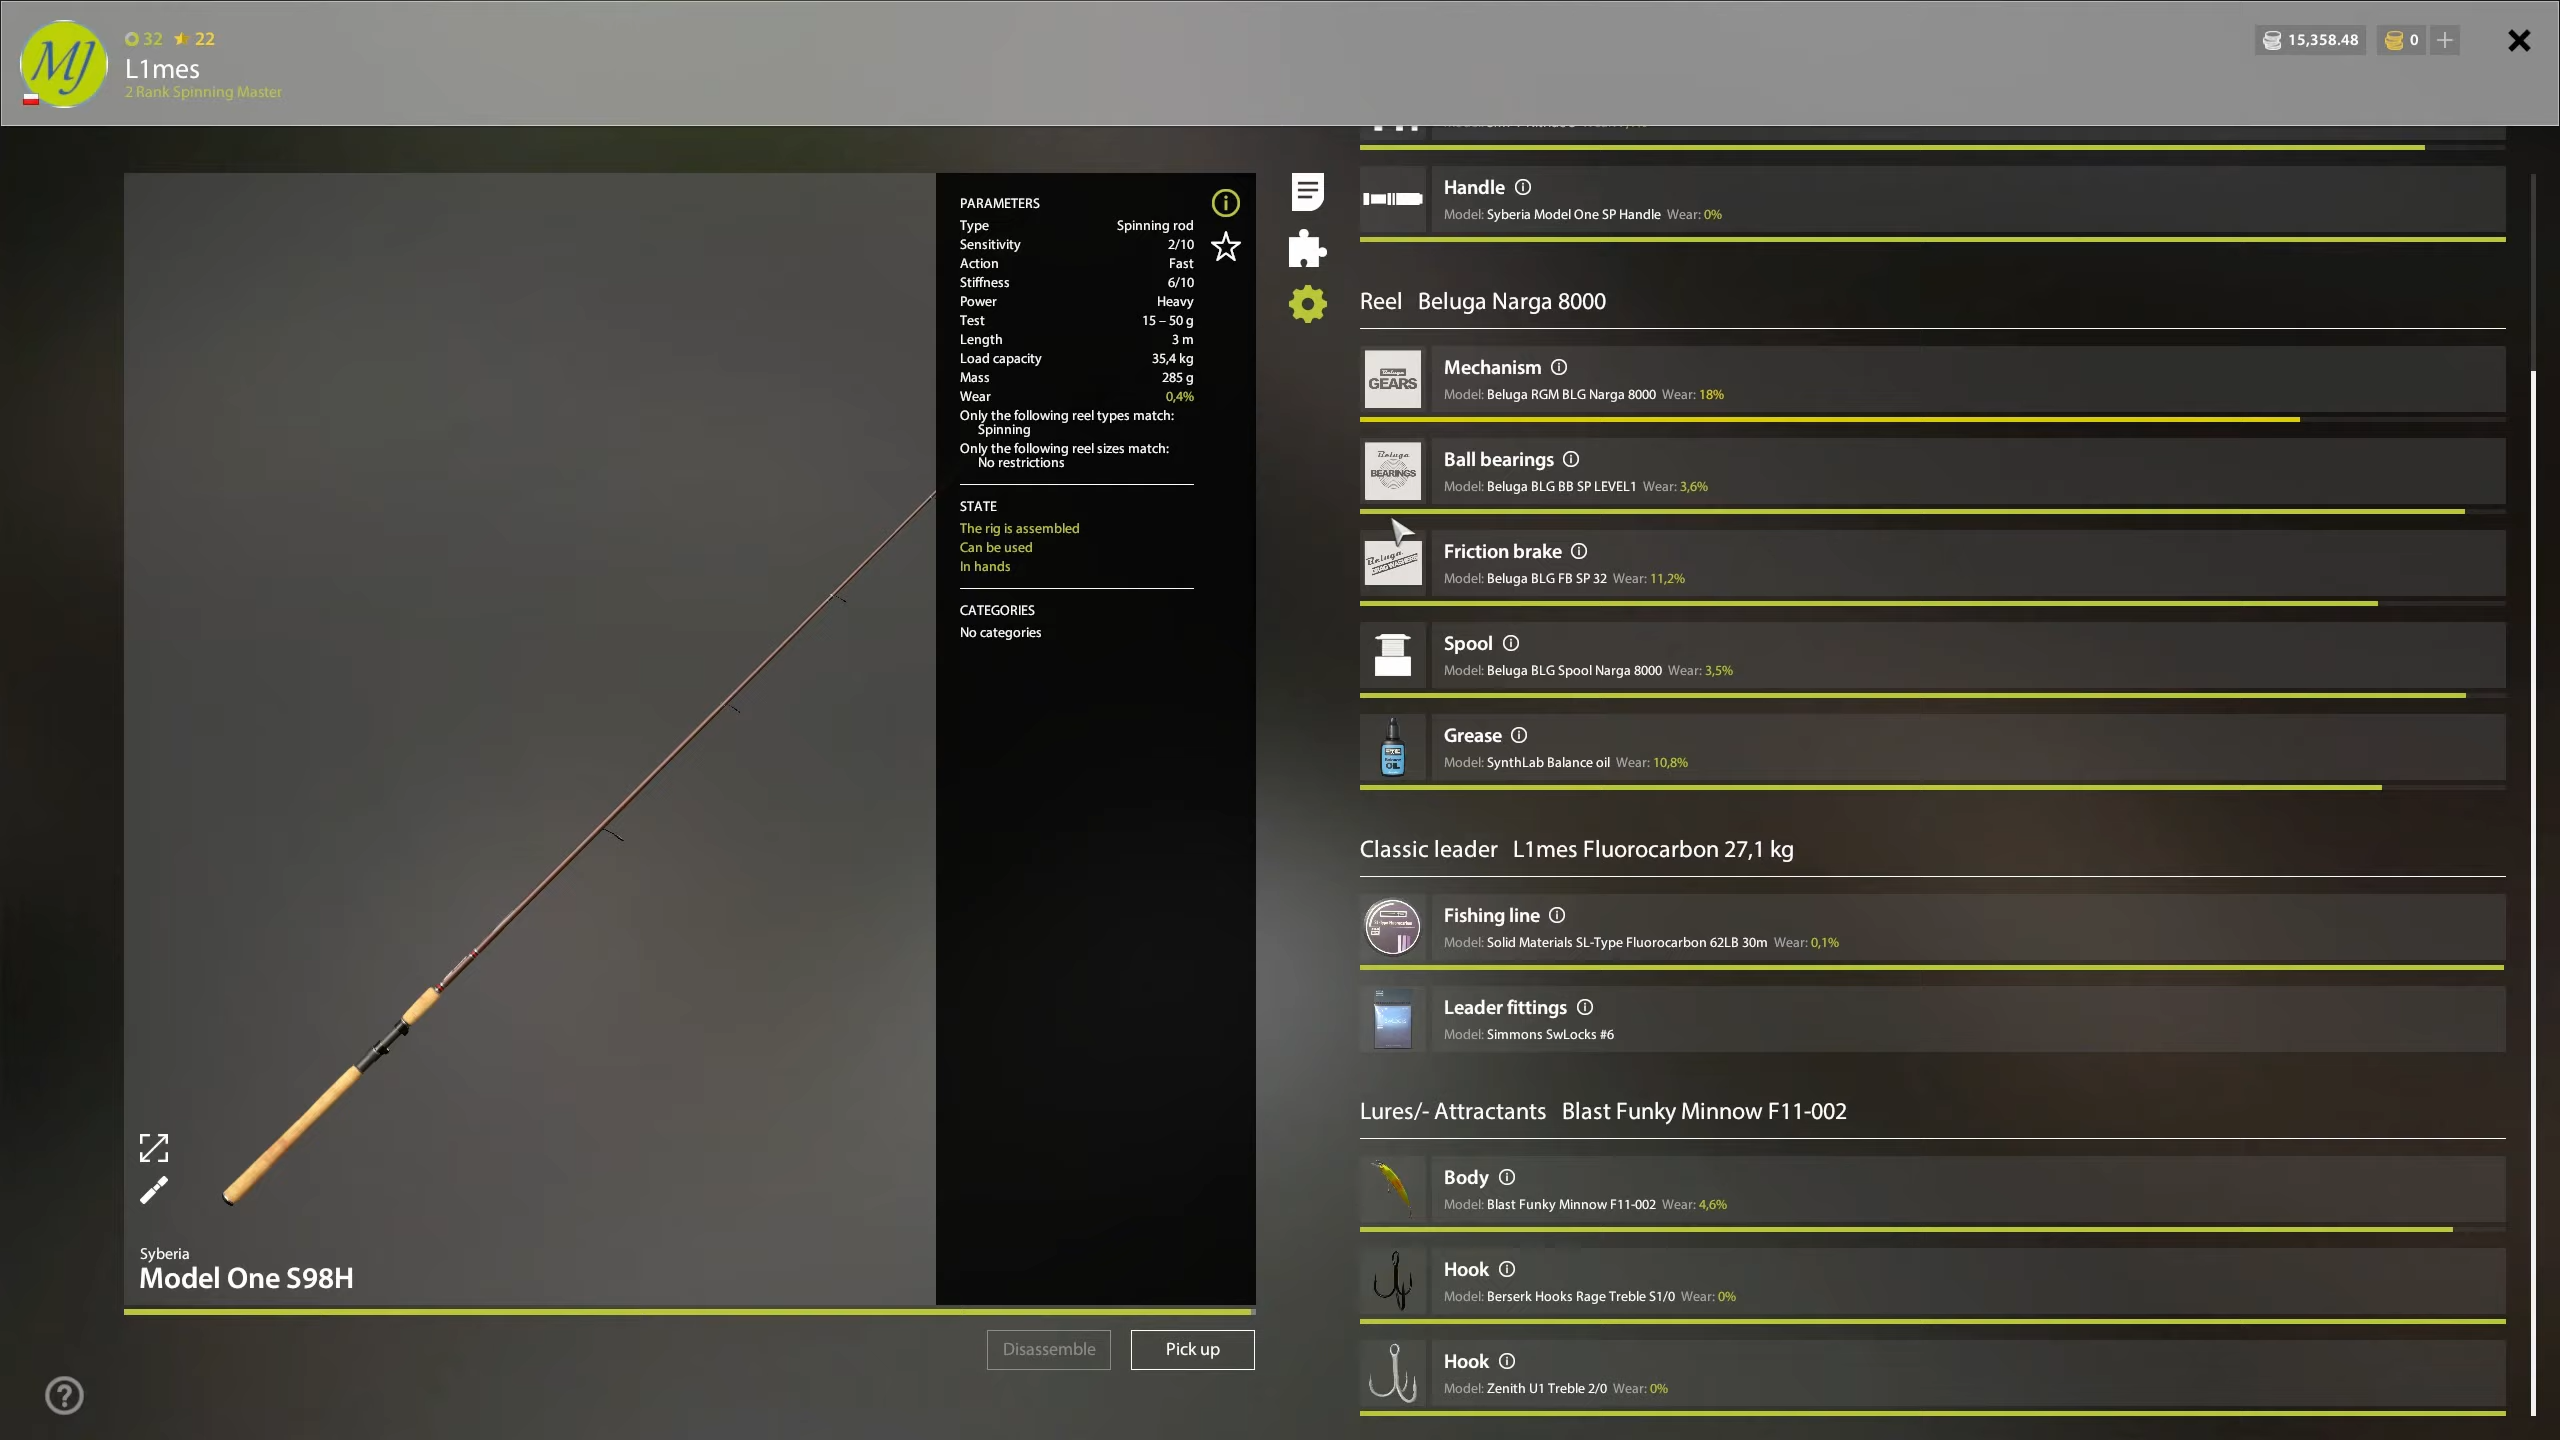 MJ
32 22
L1mes
2 Rank Spinning Master
15,358.48
0
PARAMETERS
Type Spinning rod
Sensitivity 2/10
Action Fast
Stiffness 6/10
Power Heavy
Test 15 – 50 g
Length 3 m
Load capacity 35,4 kg
Mass 285 g
Wear 0,4%
Only the following reel types match:
Spinning
Only the following reel sizes match:
No restrictions
STATE
The rig is assembled
Can be used
In hands
CATEGORIES
No categories
Syberia
Model One S98H
Disassemble
Pick up
Handle
Model: Syberia Model One SP Handle Wear: 0%
Reel Beluga Narga 8000
Beluga
GEARS
Mechanism
Model: Beluga RGM BLG Narga 8000 Wear: 18%
Beluga
BEARINGS
Ball bearings
Model: Beluga BLG BB SP LEVEL1 Wear: 3,6%
Beluga
DRAG WASHERS
Friction brake
Model: Beluga BLG FB SP 32 Wear: 11,2%
Spool
Model: Beluga BLG Spool Narga 8000 Wear: 3,5%
OIL
Grease
Model: SynthLab Balance oil Wear: 10,8%
Classic leader L1mes Fluorocarbon 27,1 kg
Fishing line
Model: Solid Materials SL-Type Fluorocarbon 62LB 30m Wear: 0,1%
Leader fittings
Model: Simmons SwLocks #6
Lures/- Attractants Blast Funky Minnow F11-002
Body
Model: Blast Funky Minnow F11-002 Wear: 4,6%
Hook
Model: Berserk Hooks Rage Treble S1/0 Wear: 0%
Hook
Model: Zenith U1 Treble 2/0 Wear: 0%